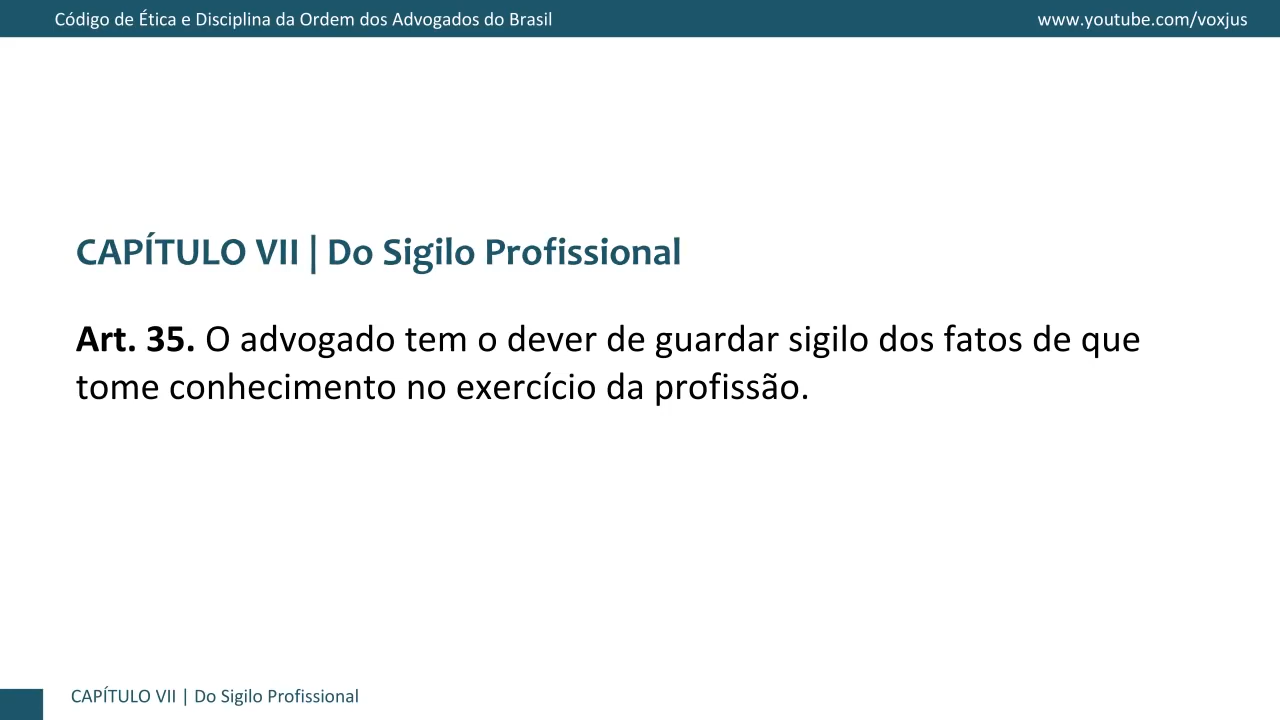 Código de Ética e Disciplina da Ordem dos Advogados do Brasil
www.youtube.com/voxjus
CAPÍTULO VII | Do Sigilo Profissional
Art. 35. O advogado tem o dever de guardar sigilo dos fatos de que
tome conhecimento no exercício da profissão.
CAPÍTULO VII | Do Sigilo Profissional